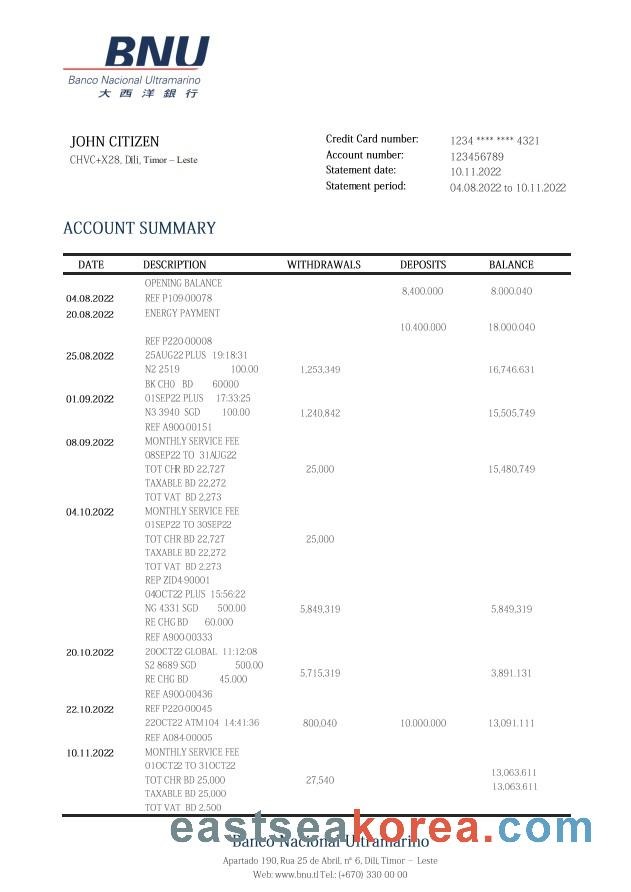 BNU
Banco Nacional Ultramarino
大西洋銀行
JOHN CITIZEN
CHVC+X28, Dili, Timor – Leste
Credit Card number: 1234 **** **** 4321
Account number: 123456789
Statement date: 10.11.2022
Statement period: 04.08.2022 to 10.11.2022
ACCOUNT SUMMARY
DATE DESCRIPTION WITHDRAWALS DEPOSITS BALANCE
OPENING BALANCE
8,400.000 8.000.040
04.08.2022 REF P109-00078
20.08.2022 ENERGY PAYMENT
10.400.000 18.000.040
REF P220-00008
25.08.2022 25AUG22 PLUS 19:18:31
N2 2519 100.00 1,253,349 16,746.631
BK CHO BD 60000
01.09.2022 01SEP22 PLUS 17:33:25
N3 3940 SGD 100.00 1,240,842 15,505,749
REF A900-00151
08.09.2022 MONTHLY SERVICE FEE
08SEP22 TO 31AUG22
TOT CHR BD 22,727 25,000 15,480,749
TAXABLE BD 22,272
TOT VAT BD 2,273
04.10.2022 MONTHLY SERVICE FEE
01SEP22 TO 30SEP22
TOT CHR BD 22,727 25,000
TAXABLE BD 22,272
TOT VAT BD 2,273
REP ZID4-90001
04OCT22 PLUS 15:56:22
NG 4331 SGD 500.00 5,849,319 5,849,319
RE CHG BD 60.000
REF A900-00333
20.10.2022 20OCT22 GLOBAL 11:12:08
S2 8689 SGD 500.00
5,715,319 3,891.131
RE CHG BD 45.000
REF A900-00436
22.10.2022 REF P220-00045
22OCT22 ATM104 14:41:36 800,040 10.000.000 13,091.111
REF A084-00005
10.11.2022 MONTHLY SERVICE FEE
01OCT22 TO 31OCT22
13,063.611
TOT CHR BD 25,000 27,540
13,063.611
TAXABLE BD 25,000
TOT VAT BD 2,500
eastseakorea.com
Banco Nacional Ultramarino
Apartado 190, Rua 25 de Abril, nº 6, Dili, Timor – Leste
Web: www.bnu.tl Tel.: (+670) 330 00 00